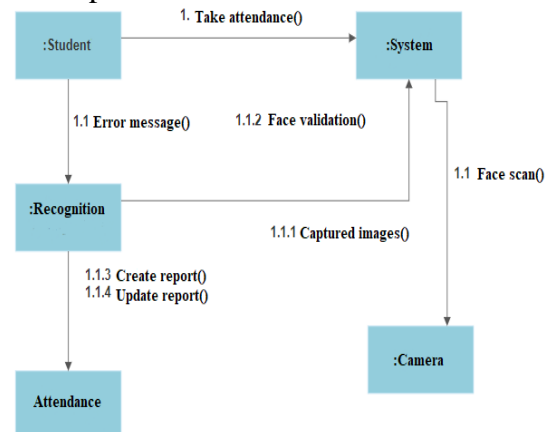 1. Take attendance()
:Student
:System
1.1 Error message()
1.1.2 Face validation()
1.1 Face scan()
:Recognition
1.1.1 Captured images()
1.1.3 Create report()
1.1.4 Update report()
:Camera
Attendance